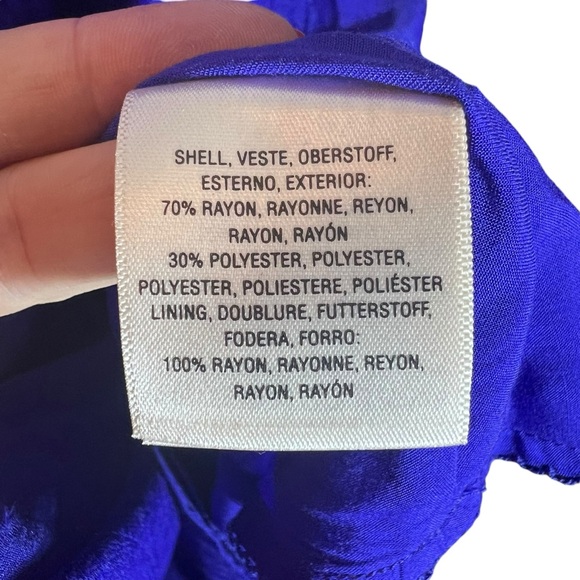 SHELL, VESTE, OBERSTOFF,
ESTERNO, EXTERIOR:
70% RAYON, RAYONNE, REYON,
RAYON, RAYÓN
30% POLYESTER, POLYESTER,
POLYESTER, POLIESTERE, POLIÉSTER
LINING, DOUBLURE, FUTTERSTOFF,
FODERA, FORRO:
100% RAYON, RAYONNE, REYON,
RAYON, RAYÓN